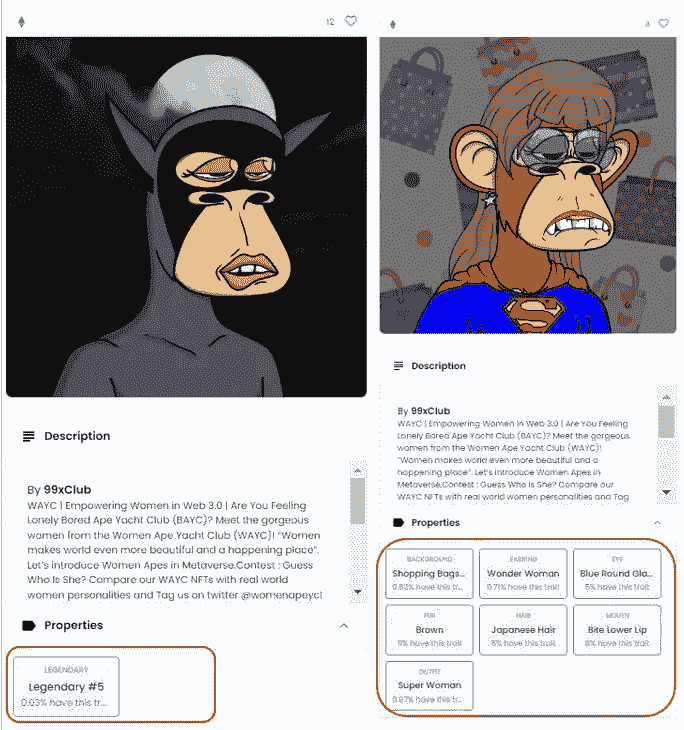 12
Description
By 99xClub
WAYC | Empowering Women in Web 3.0 | Are You Feeling
Lonely Bored Ape Yacht Club (BAYC)? Meet the gorgeous
women from the Women Ape Yacht Club (WAYC)! "Women
makes world even more beautiful and a happening place".
Let's introduce Women Apes in Metaverse.Contest : Guess
Who Is She? Compare our WAYC NFTs with real world
women personalities and Tag us on twitter @womenapeycl
Properties
LEGENDARY
Legendary #5
0.03% have this tr...
8
S
Description
By 99xClub
WAYC | Empowering Women in Web 3.0 | Are You Feeling
Lonely Bored Ape Yacht Club (BAYC)? Meet the gorgeous
women from the Women Ape Yacht Club (WAYC)!
"Women makes world even more beautiful and a
happening place". Let's introduce Women Apes in
Metaverse.Contest : Guess Who Is She? Compare our
WAYC NFTs with real world women personalities and Tag
Properties
BACKGROUND
Shopping Bags...
0.82% have this tr...
EARRING
Wonder Woman
0.71% have this trait
EYE
Blue Round Gla...
5% have this trait
FUR
Brown
11% have this trait
HAIR
Japanese Hair
15% have this trait
MOUTH
Bite Lower Lip
8% have this trait
OUTFIT
Super Woman
0.87% have this trait